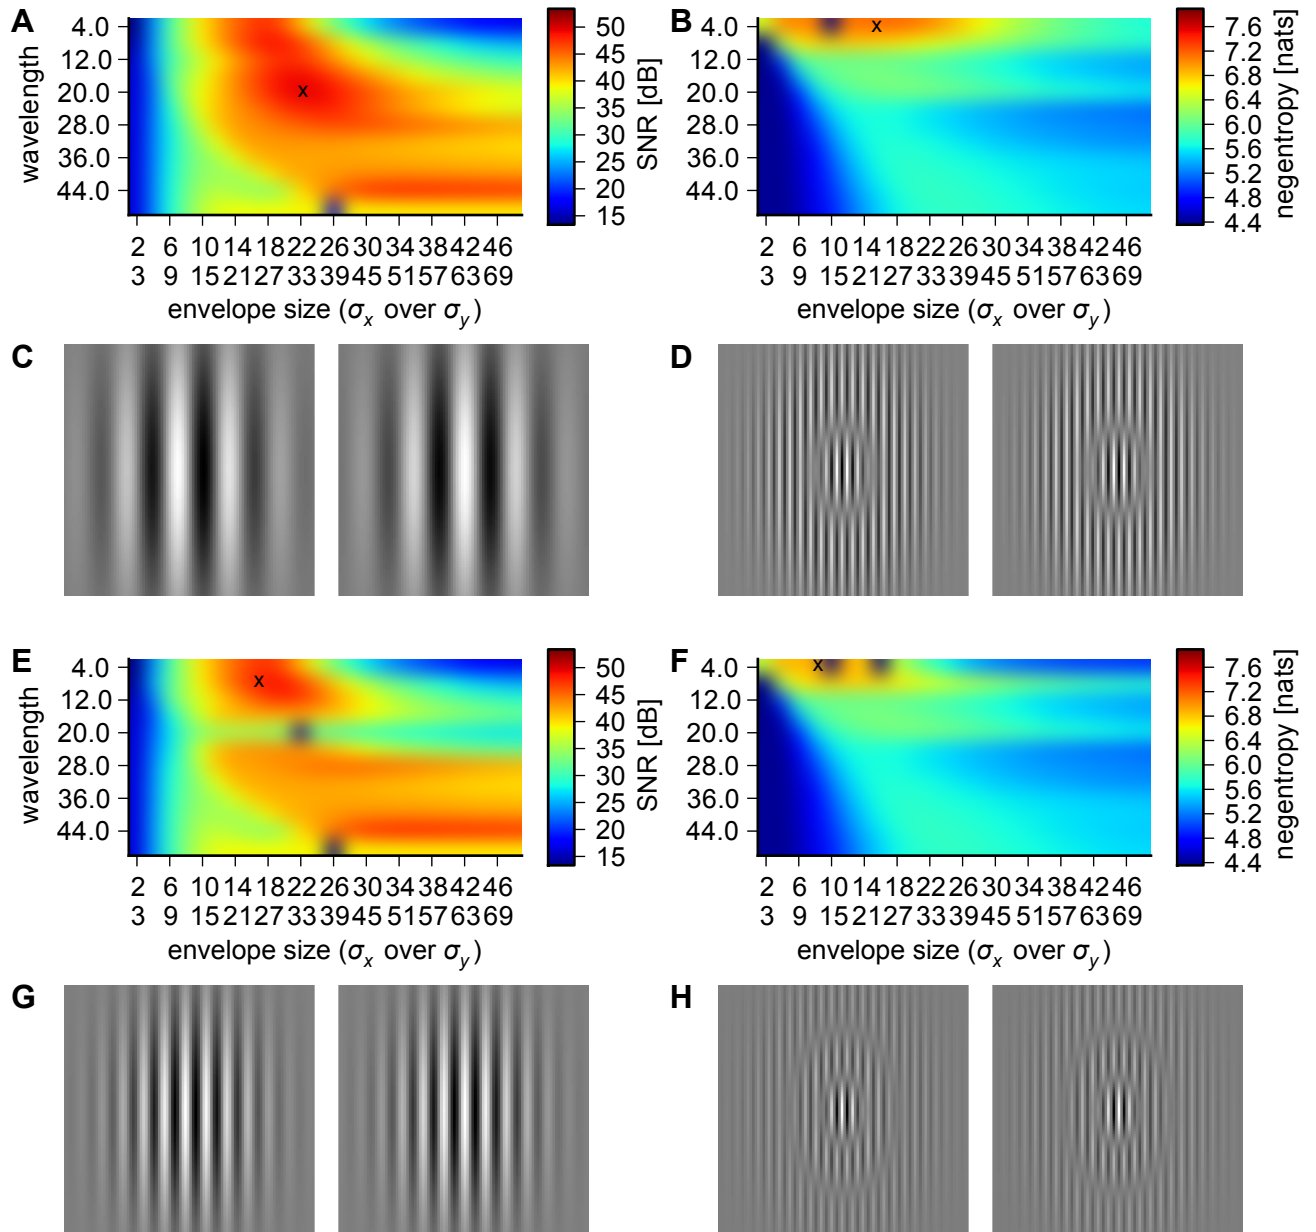 A
B
wavelength
4.0
12.0
20.0
28.0
36.0
44.0
2 6 10 14 18 22 26 30 34 38 42 46
3 9 15 21 27 33 39 45 51 57 63 69
envelope size (σx over σy)
x
50
45
40
35
30
25
20
15
SNR [dB]
4.0
12.0
20.0
28.0
36.0
44.0
2 6 10 14 18 22 26 30 34 38 42 46
3 9 15 21 27 33 39 45 51 57 63 69
envelope size (σx over σy)
x
7.6
7.2
6.8
6.4
6.0
5.6
5.2
4.8
4.4
negentropy [nats]
C
D
E
F
wavelength
4.0
12.0
20.0
28.0
36.0
44.0
2 6 10 14 18 22 26 30 34 38 42 46
3 9 15 21 27 33 39 45 51 57 63 69
envelope size (σx over σy)
x
50
45
40
35
30
25
20
15
SNR [dB]
4.0
12.0
20.0
28.0
36.0
44.0
2 6 10 14 18 22 26 30 34 38 42 46
3 9 15 21 27 33 39 45 51 57 63 69
envelope size (σx over σy)
x
7.6
7.2
6.8
6.4
6.0
5.6
5.2
4.8
4.4
negentropy [nats]
G
H